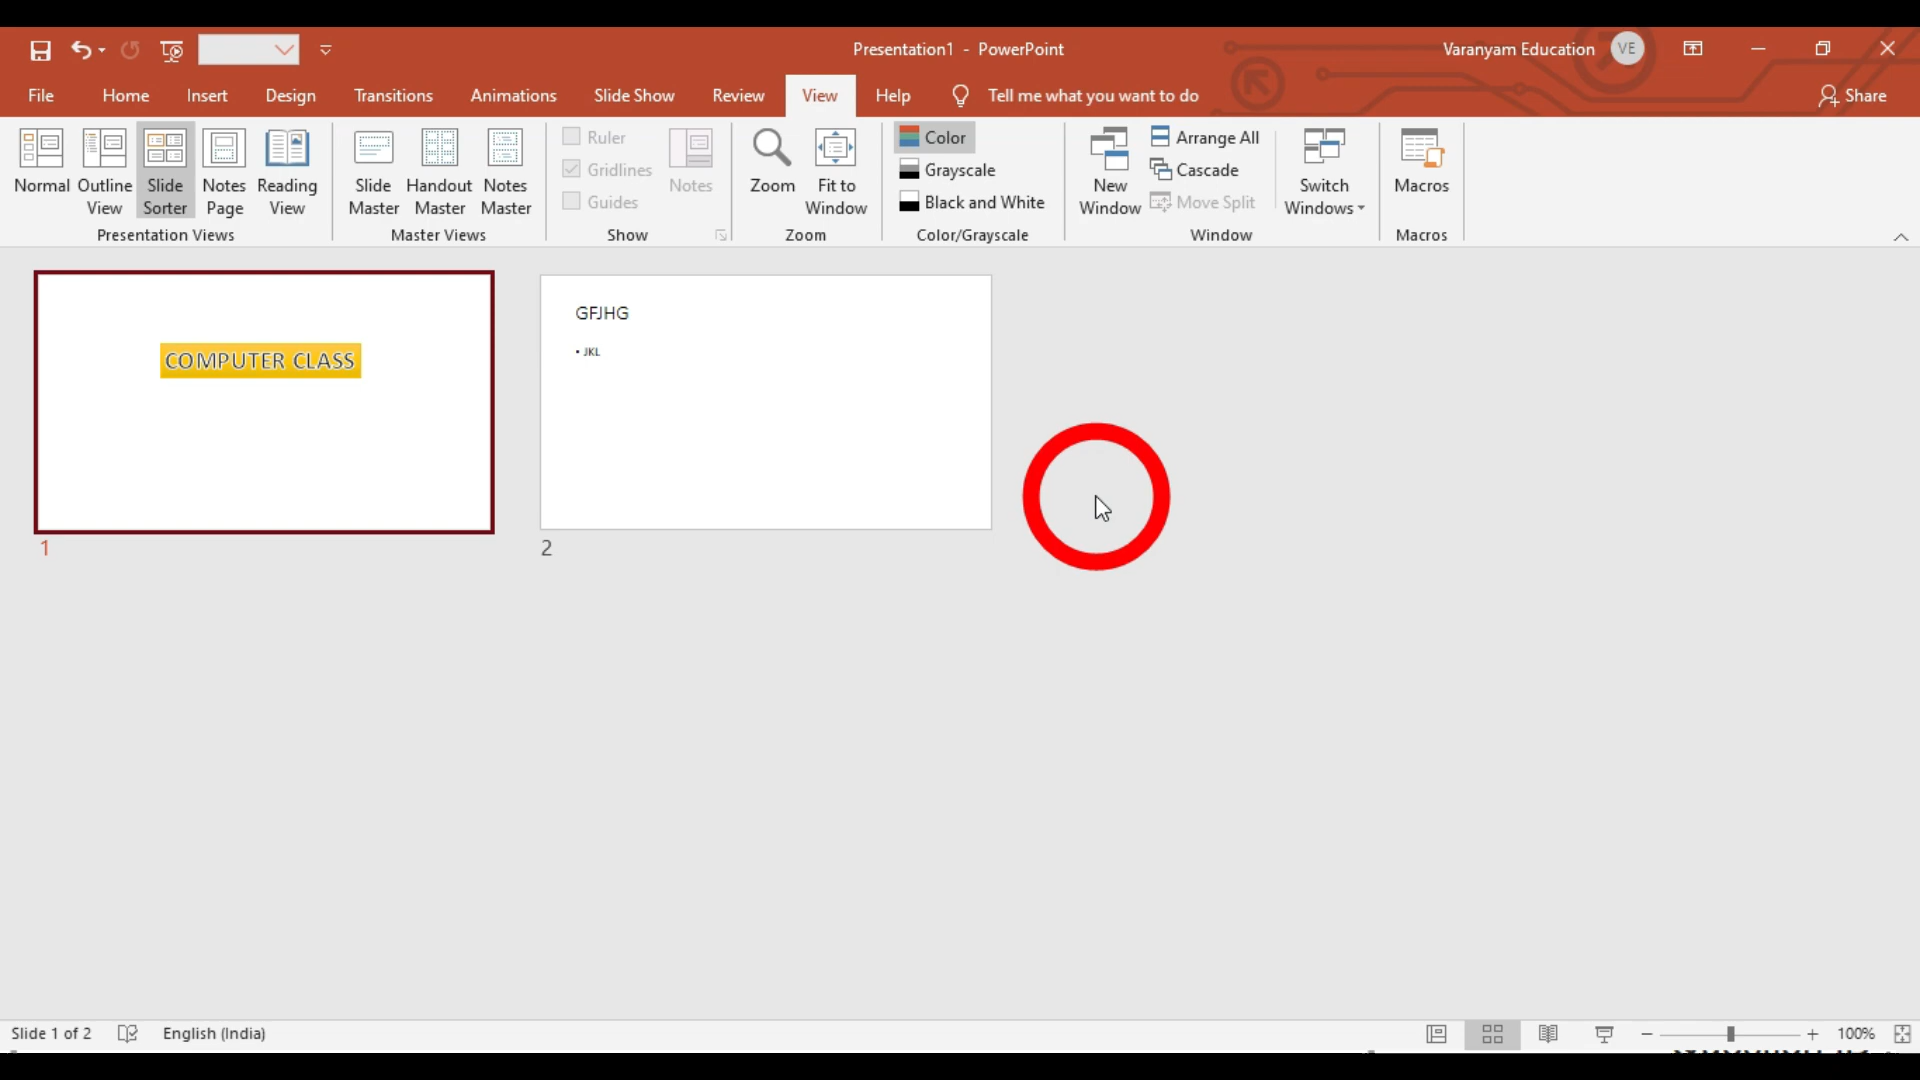 Presentation1 - PowerPoint
Varanyam Education VE
File Home Insert Design Transitions Animations Slide Show Review View Help Tell me what you want to do Share
Normal Outline View Slide Sorter Notes Page Reading View
Presentation Views
Slide Master Handout Master Notes Master
Master Views
Ruler
Gridlines
Guides
Notes
Show
Zoom Fit to Window
Zoom
Color
Grayscale
Black and White
Color/Grayscale
New Window
Arrange All
Cascade
Move Split
Switch Windows
Window
Macros
Macros
COMPUTER CLASS
1
GFJHG
• JKL
2
Slide 1 of 2 English (India) 100%